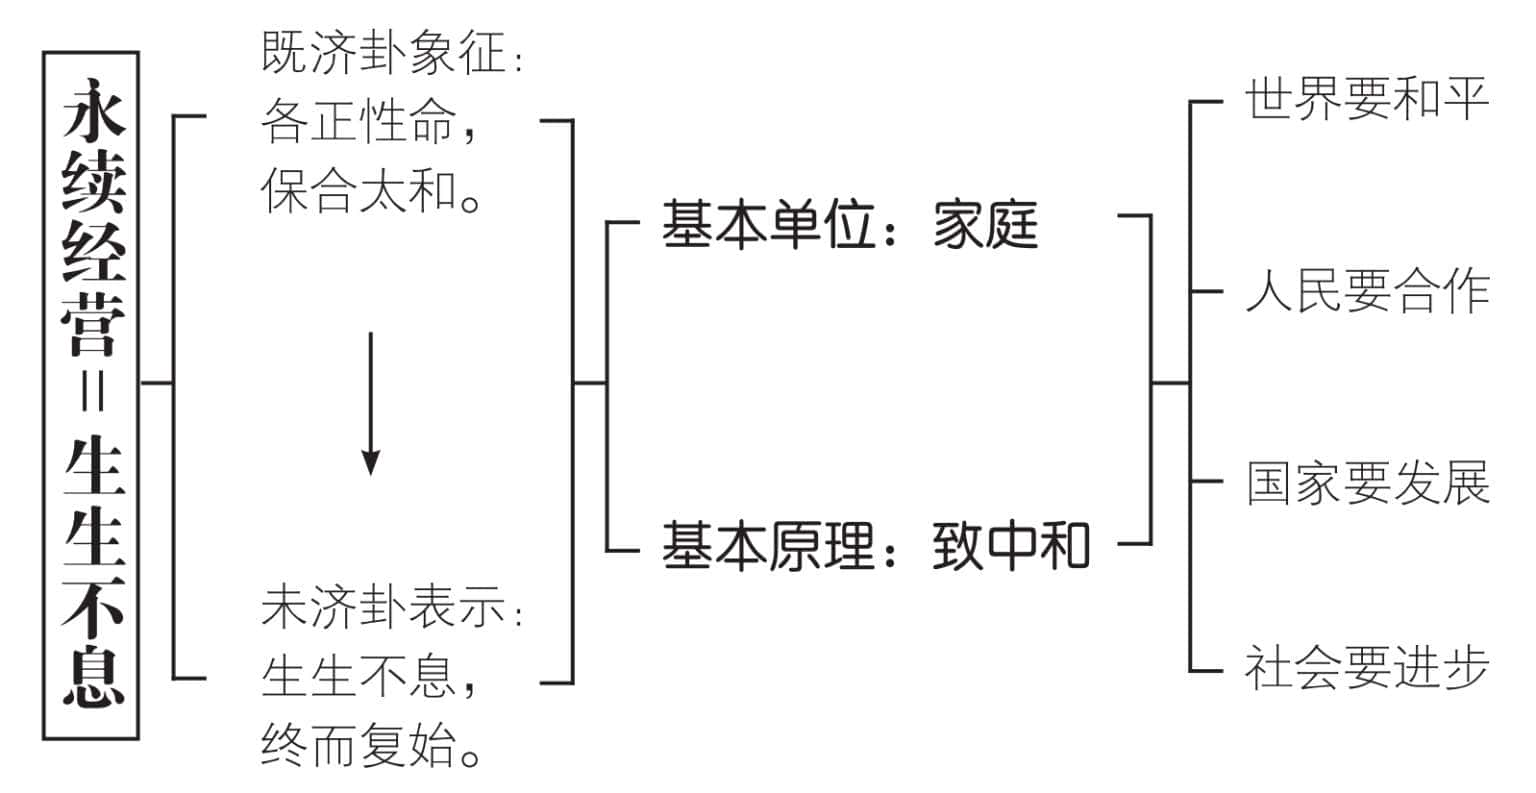 永续经营＝生生不息
既济卦象征：
各正性命，
保合太和。
未济卦表示：
生生不息，
终而复始。
基本单位：家庭
基本原理：致中和
世界要和平
人民要合作
国家要发展
社会要进步